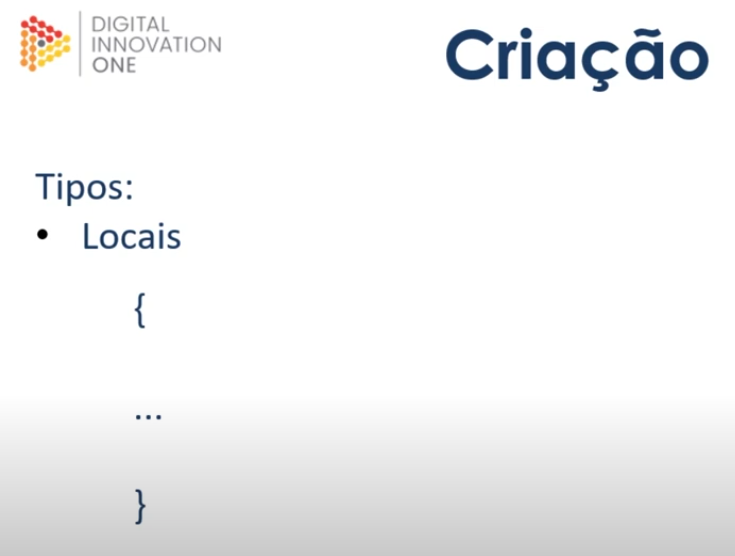 DIGITAL
INNOVATION
ONE
Criação
Tipos:
• Locais
{
...
}